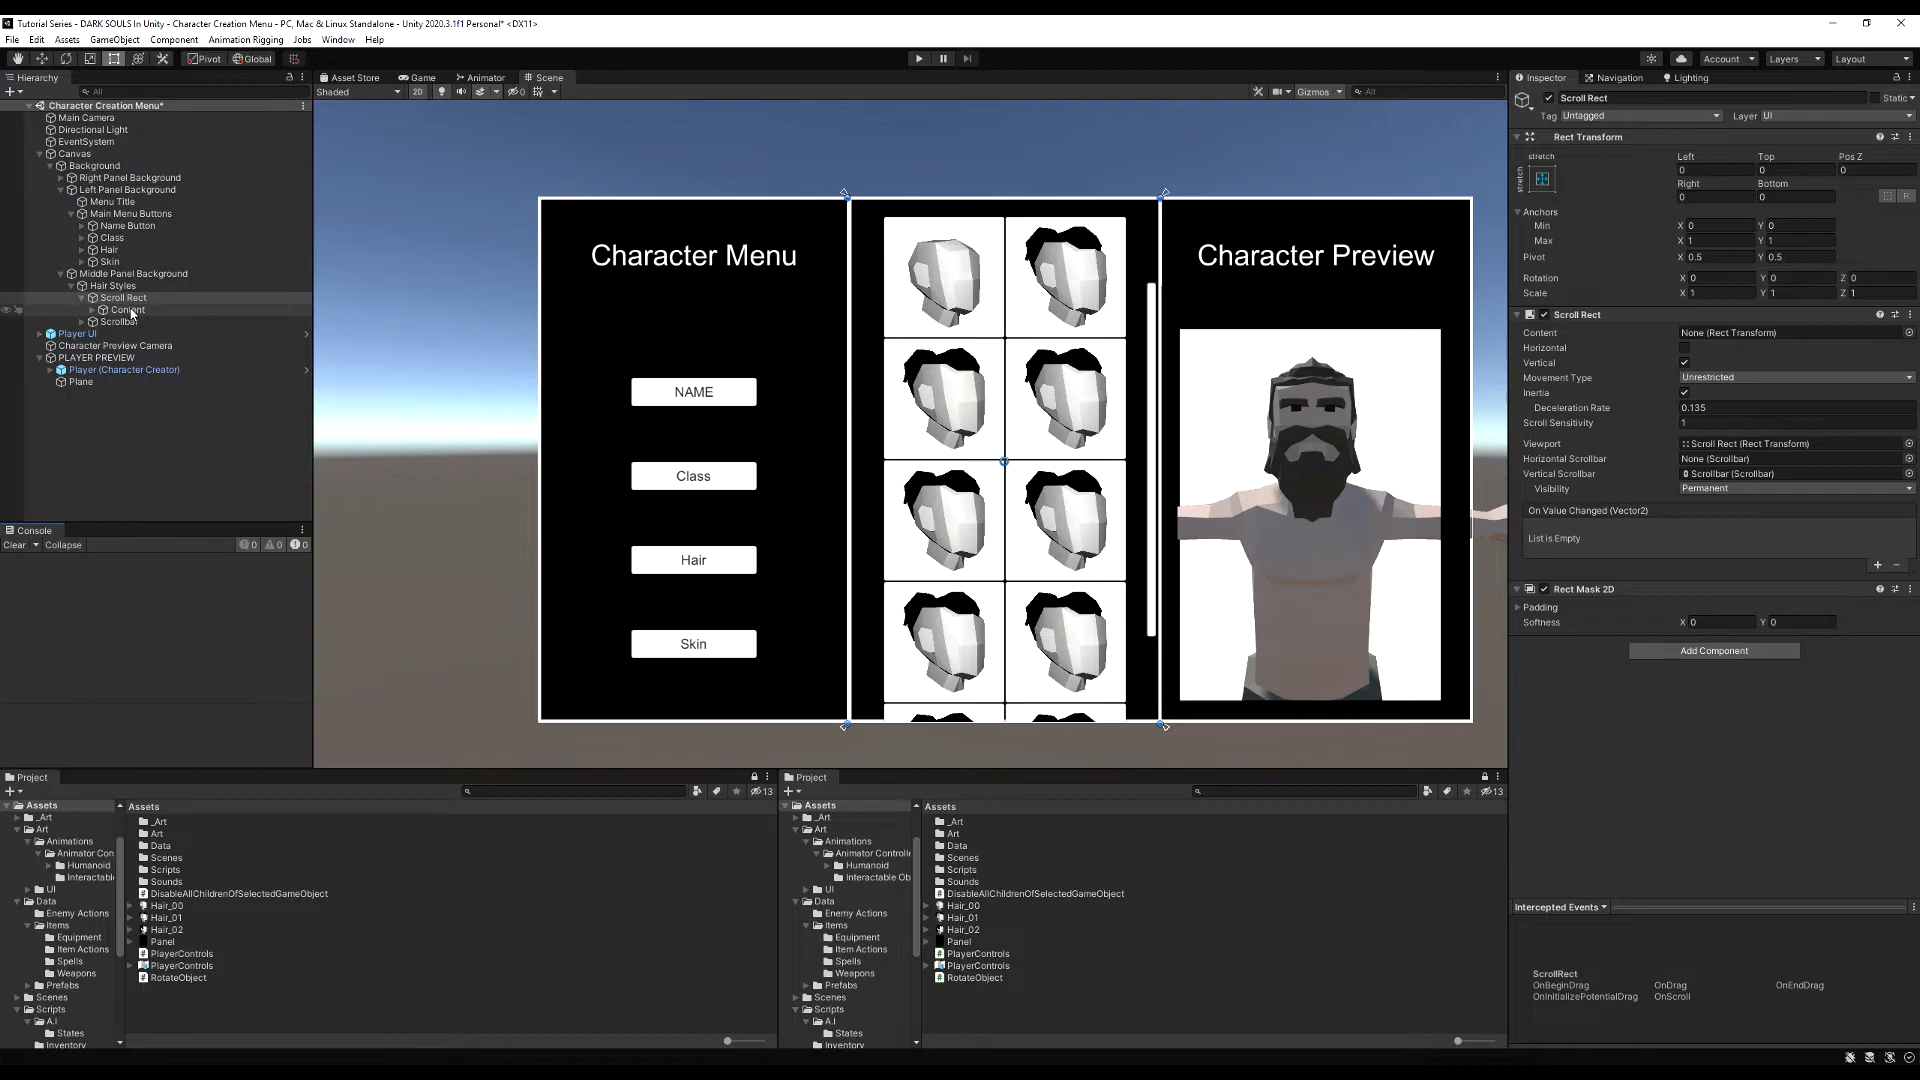 Tutorial Series - DARK SOULS In Unity - Character Creation Menu - PC, Mac & Linux Standalone - Unity 2020.3.1f1 Personal* <DX11>
File Edit Assets GameObject Component Animation Rigging Jobs Window Help
Pivot Global Account Layers Layout
Hierarchy
All
Character Creation Menu*
Main Camera
Directional Light
EventSystem
Canvas
Background
Right Panel Background
Left Panel Background
Menu Title
Main Menu Buttons
Name Button
Class
Hair
Skin
Middle Panel Background
Hair Styles
Scroll Rect
Content
Scrollbar
Player UI
Character Preview Camera
PLAYER PREVIEW
Player (Character Creator)
Plane
Console
Clear Collapse 0 0 0
Asset Store Game Animator Scene
Shaded 2D 0 Gizmos All
Character Menu
NAME
Class
Hair
Skin
Character Preview
Inspector Navigation Lighting
Scroll Rect Static
Tag Untagged Layer UI
Rect Transform
stretch Left Top Pos Z
stretch 0 0 0
Right Bottom
0 0 R
Anchors
Min X 0 Y 0
Max X 1 Y 1
Pivot X 0.5 Y 0.5
Rotation X 0 Y 0 Z 0
Scale X 1 Y 1 Z 1
Scroll Rect
Content None (Rect Transform)
Horizontal
Vertical
Movement Type Unrestricted
Inertia
Deceleration Rate 0.135
Scroll Sensitivity 1
Viewport Scroll Rect (Rect Transform)
Horizontal Scrollbar None (Scrollbar)
Vertical Scrollbar Scrollbar (Scrollbar)
Visibility Permanent
On Value Changed (Vector2)
List is Empty
Rect Mask 2D
Padding
Softness X 0 Y 0
Add Component
Intercepted Events
ScrollRect
OnBeginDrag OnDrag OnEndDrag
OnInitializePotentialDrag OnScroll
Project
13
Assets
_Art
Art
Animations
Animator Con
Humanoid
Interactabl
UI
Data
Enemy Actions
Items
Equipment
Item Actions
Spells
Weapons
Prefabs
Scenes
Scripts
A.I
States
Inventory
Assets
_Art
Art
Data
Scenes
Scripts
Sounds
DisableAllChildrenOfSelectedGameObject
Hair_00
Hair_01
Hair_02
Panel
PlayerControls
PlayerControls
RotateObject
Project
13
Assets
_Art
Art
Animations
Animator Controlle
Humanoid
Interactable Ob
UI
Data
Enemy Actions
Items
Equipment
Item Actions
Spells
Weapons
Prefabs
Scenes
Scripts
A.I
States
Inventory
Assets
_Art
Art
Data
Scenes
Scripts
Sounds
DisableAllChildrenOfSelectedGameObject
Hair_00
Hair_01
Hair_02
Panel
PlayerControls
PlayerControls
RotateObject